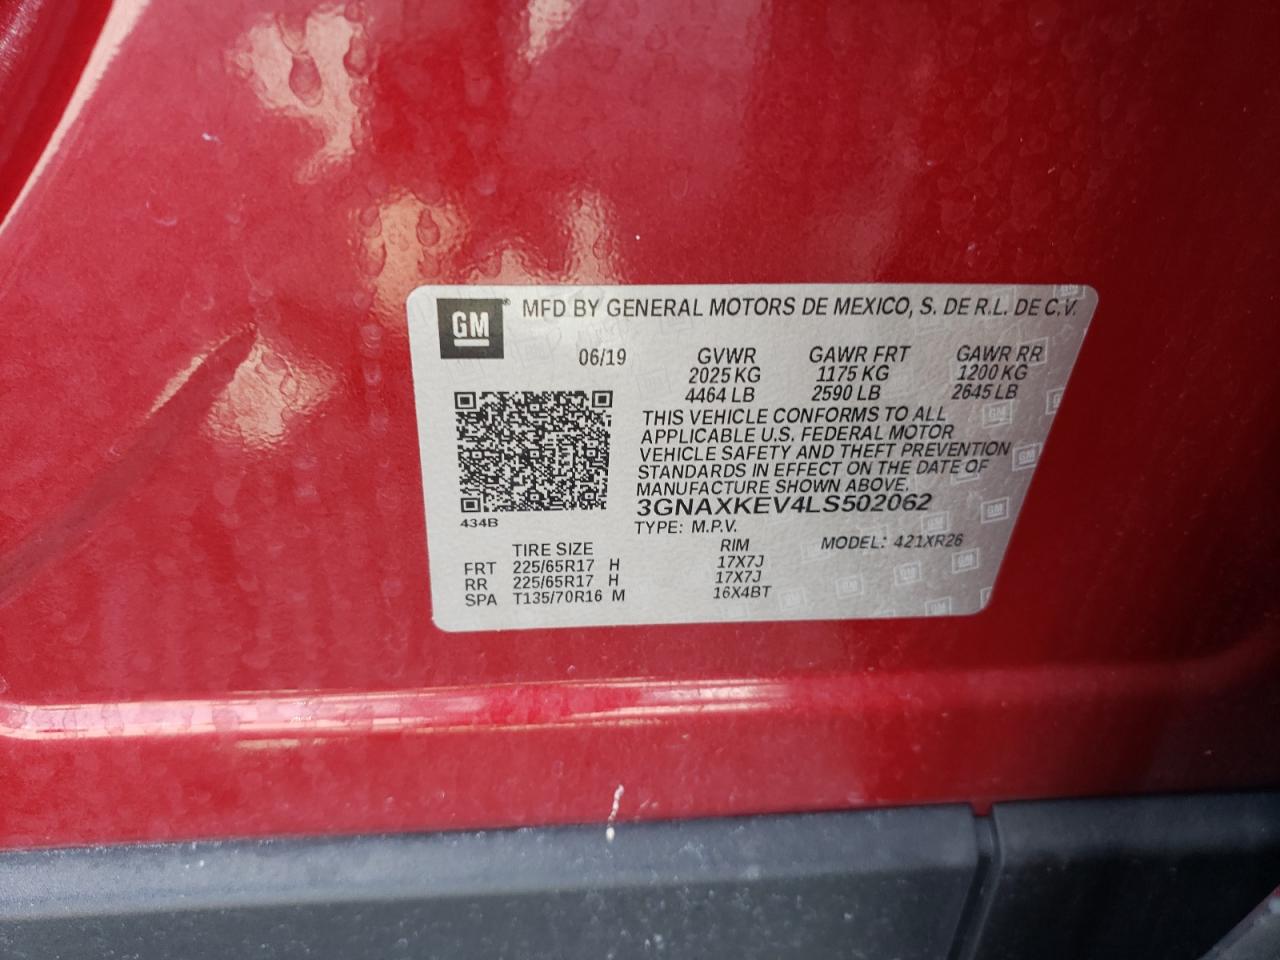 GM
MFD BY GENERAL MOTORS DE MEXICO, S. DE R.L. DE C.V.
06/19 GVWR GAWR FRT GAWR RR
2025 KG 1175 KG 1200 KG
4464 LB 2590 LB 2645 LB
THIS VEHICLE CONFORMS TO ALL
APPLICABLE U.S. FEDERAL MOTOR
VEHICLE SAFETY AND THEFT PREVENTION
STANDARDS IN EFFECT ON THE DATE OF
MANUFACTURE SHOWN ABOVE.
3GNAXKEV4LS502062
434B
TYPE: M.P.V.
TIRE SIZE RIM MODEL: 421XR26
FRT 225/65R17 H 17X7J
RR 225/65R17 H 17X7J
SPA T135/70R16 M 16X4BT